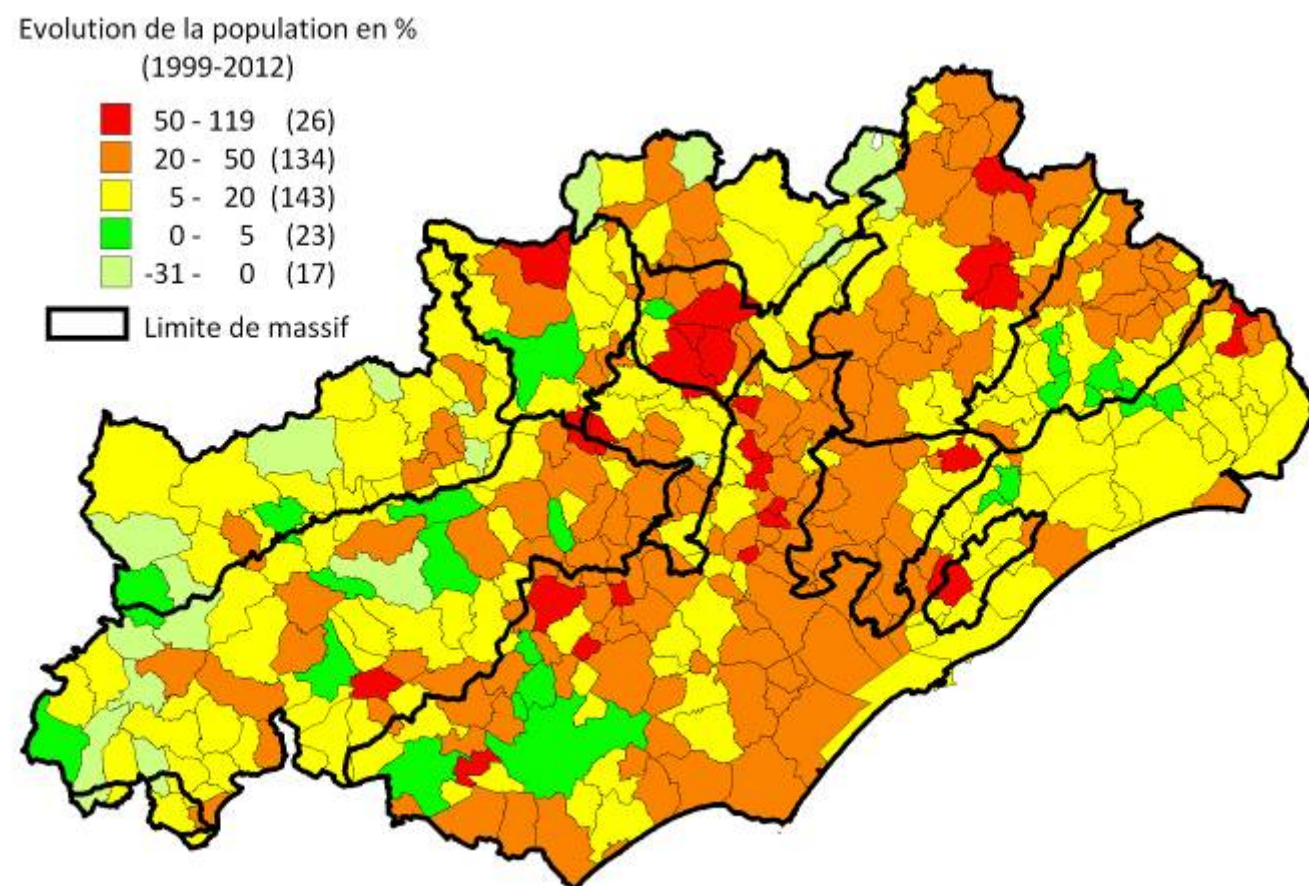 Evolution de la population en %
(1999-2012)
50 - 119 (26)
20 - 50 (134)
5 - 20 (143)
0 - 5 (23)
-31 - 0 (17)
Limite de massif